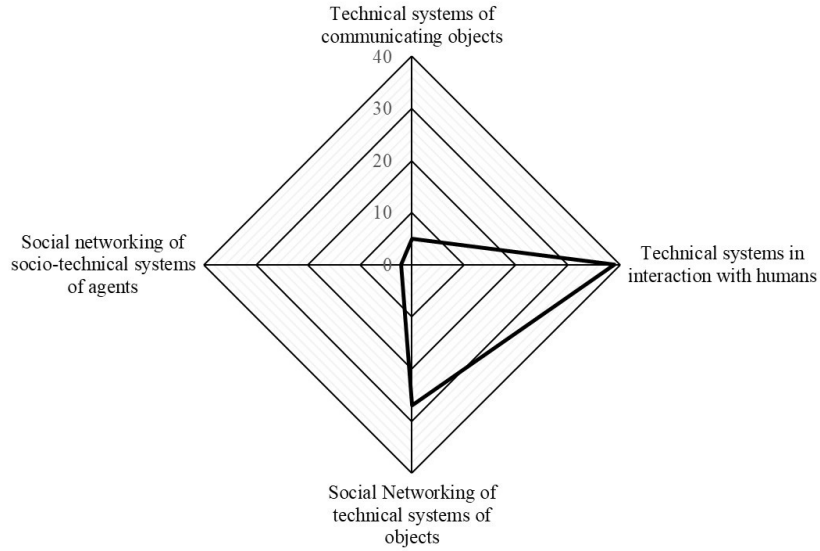 Technical systems of
communicating objects
40
30
20
10
0
Social networking of
socio-technical systems
of agents
Technical systems in
interaction with humans
Social Networking of
technical systems of
objects